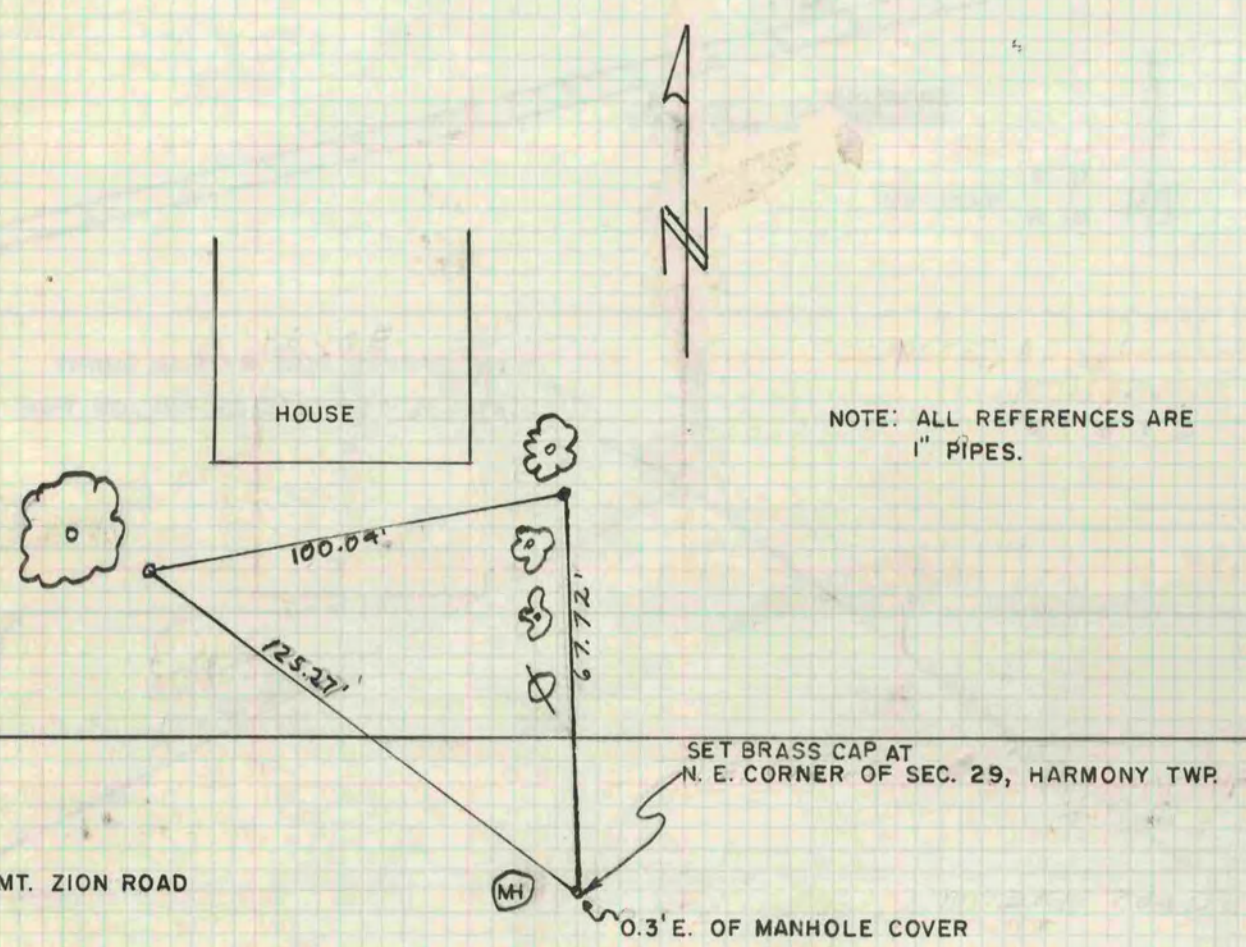 N
HOUSE
NOTE: ALL REFERENCES ARE
1" PIPES.
100.04'
67.72'
125.27'
SET BRASS CAP AT
N. E. CORNER OF SEC. 29, HARMONY TWP.
MT. ZION ROAD
MH
0.3' E. OF MANHOLE COVER